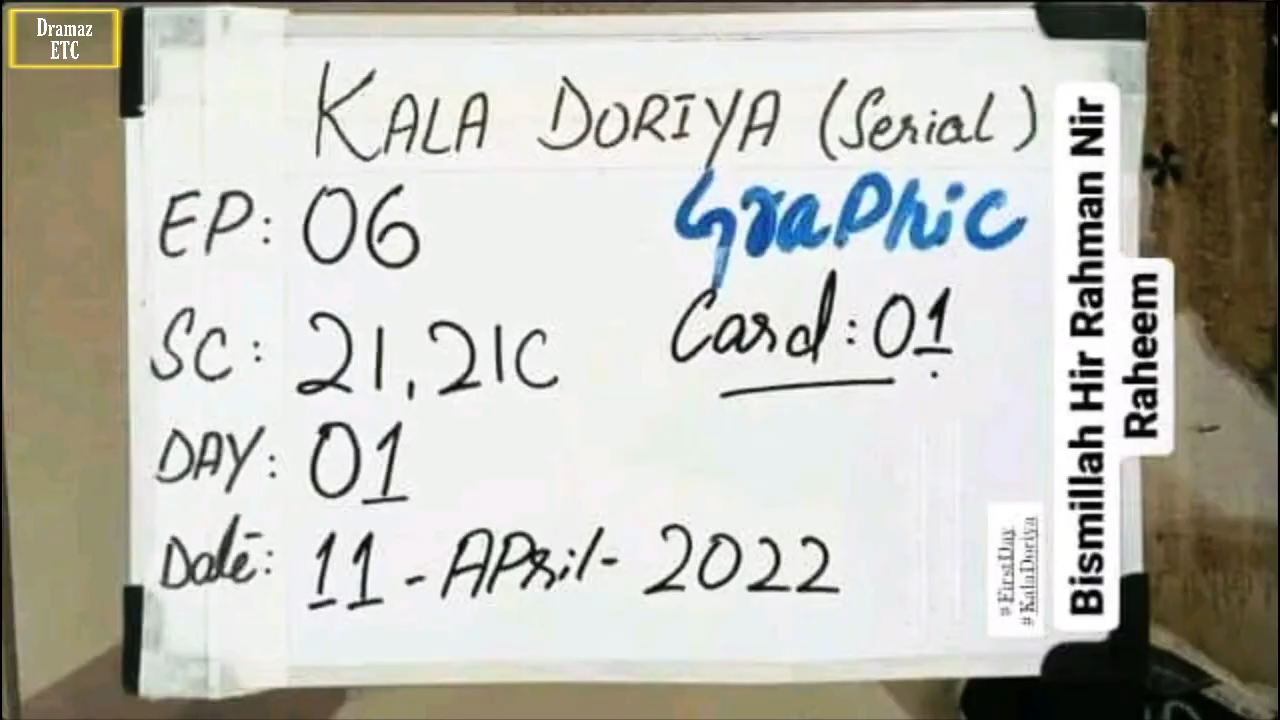 Dramaz
ETC
KALA DORIYA (Serial)
EP: 06
GraPhic
SC: 21, 21C
Card: 01
DAY: 01
Date: 11 - APril - 2022
Bismillah Hir Rahman Nir
Raheem
#FirstDay
#KalaDoriya